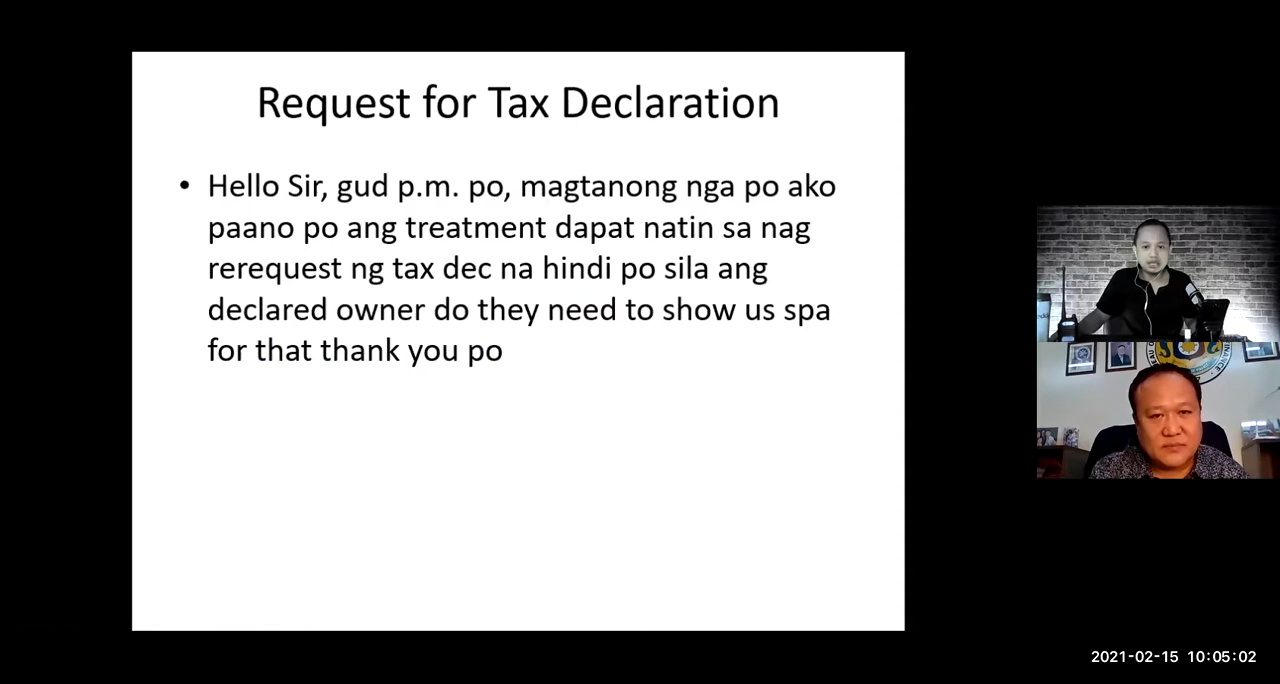 Request for Tax Declaration
• Hello Sir, gud p.m. po, magtanong nga po ako
paano po ang treatment dapat natin sa nag
rerequest ng tax dec na hindi po sila ang
declared owner do they need to show us spa
for that thank you po
2021-02-15 10:05:02